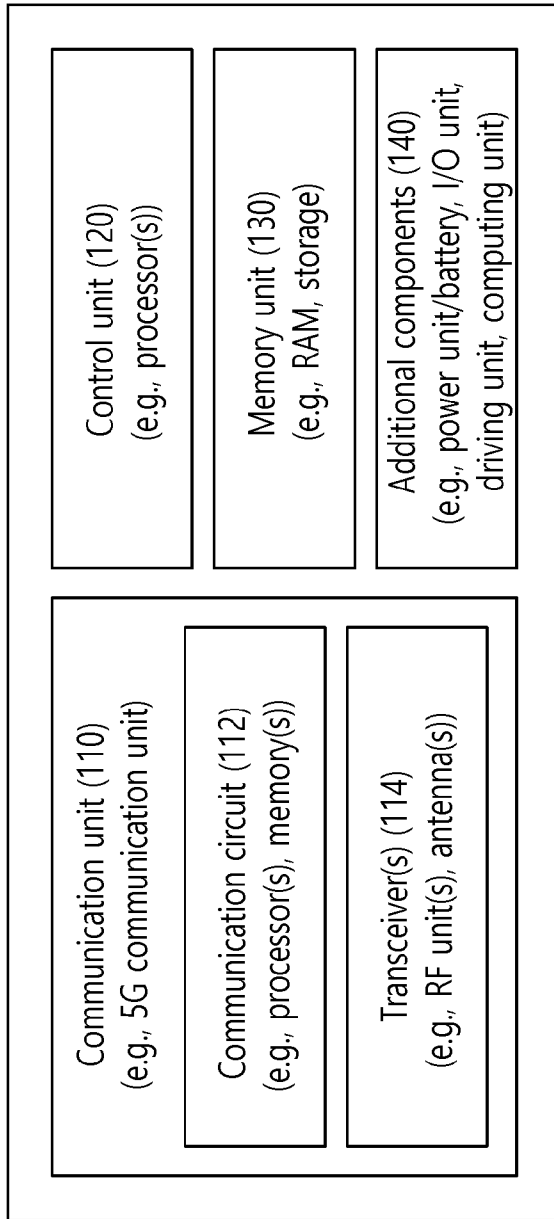 Communication unit (110)
(e.g., 5G communication unit)
Communication circuit (112)
(e.g., processor(s), memory(s))
Transceiver(s) (114)
(e.g., RF unit(s), antenna(s))
Control unit (120)
(e.g., processor(s))
Memory unit (130)
(e.g., RAM, storage)
Additional components (140)
(e.g., power unit/battery, I/O unit,
driving unit, computing unit)